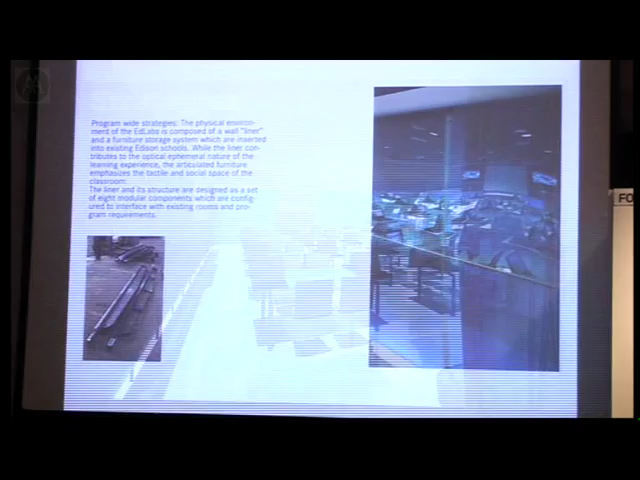 Program wide strategies: The physical environ-
ment of the EdLabs is composed of a wall "liner"
and a furniture storage system which are inserted
into existing Edison schools. While the liner con-
tributes to the optical ephemeral nature of the
learning experience, the articulated furniture
emphasizes the tactile and social space of the
classroom.
The liner and its structure are designed as a set
of eight modular components which are config-
ured to interface with existing rooms and pro-
gram requirements.
FO